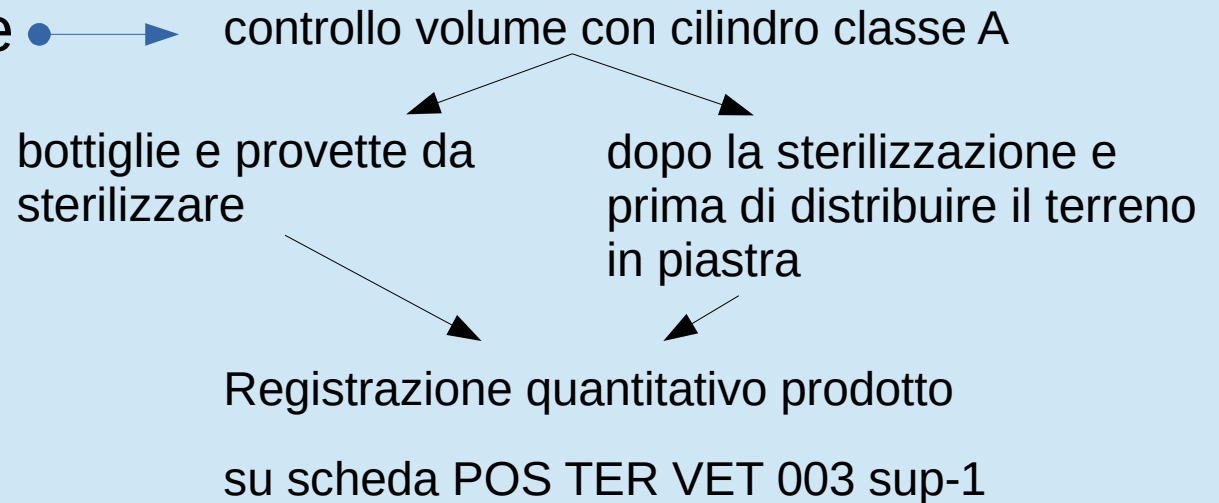 controllo volume con cilindro classe A
bottiglie e provette da
sterilizzare
dopo la sterilizzazione e
prima di distribuire il terreno
in piastra
Registrazione quantitativo prodotto
su scheda POS TER VET 003 sup-1